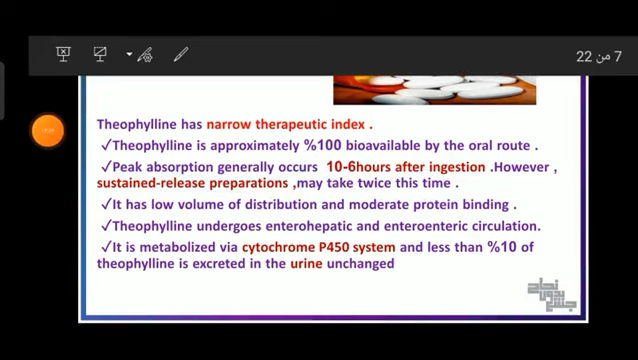 7 من 22
Theophylline has narrow therapeutic index .
✓Theophylline is approximately %100 bioavailable by the oral route .
✓Peak absorption generally occurs 10-6hours after ingestion .However ,
sustained-release preparations ,may take twice this time .
✓It has low volume of distribution and moderate protein binding .
✓Theophylline undergoes enterohepatic and enteroenteric circulation.
✓It is metabolized via cytochrome P450 system and less than %10 of
theophylline is excreted in the urine unchanged